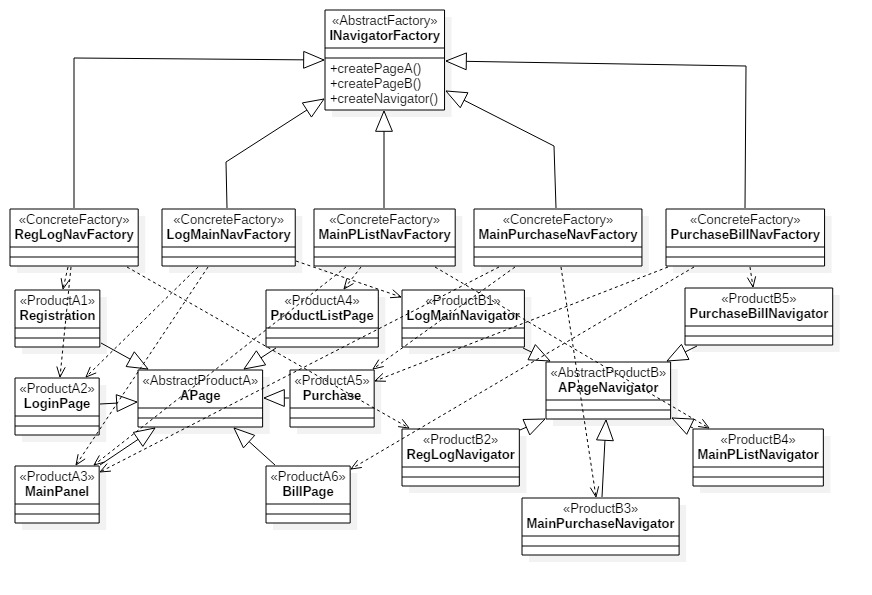 «AbstractFactory»
INavigatorFactory
+createPageA()
+createPageB()
+createNavigator()
«ConcreteFactory»
RegLogNavFactory
«ConcreteFactory»
LogMainNavFactory
«ConcreteFactory»
MainPListNavFactory
«ConcreteFactory»
MainPurchaseNavFactory
«ConcreteFactory»
PurchaseBillNavFactory
«ProductA1»
Registration
«ProductA4»
ProductListPage
«ProductB1»
LogMainNavigator
«ProductB5»
PurchaseBillNavigator
«ProductA2»
LoginPage
«AbstractProductA»
APage
«ProductA5»
Purchase
«AbstractProductB»
APageNavigator
«ProductB2»
RegLogNavigator
«ProductB4»
MainPListNavigator
«ProductA3»
MainPanel
«ProductA6»
BillPage
«ProductB3»
MainPurchaseNavigator